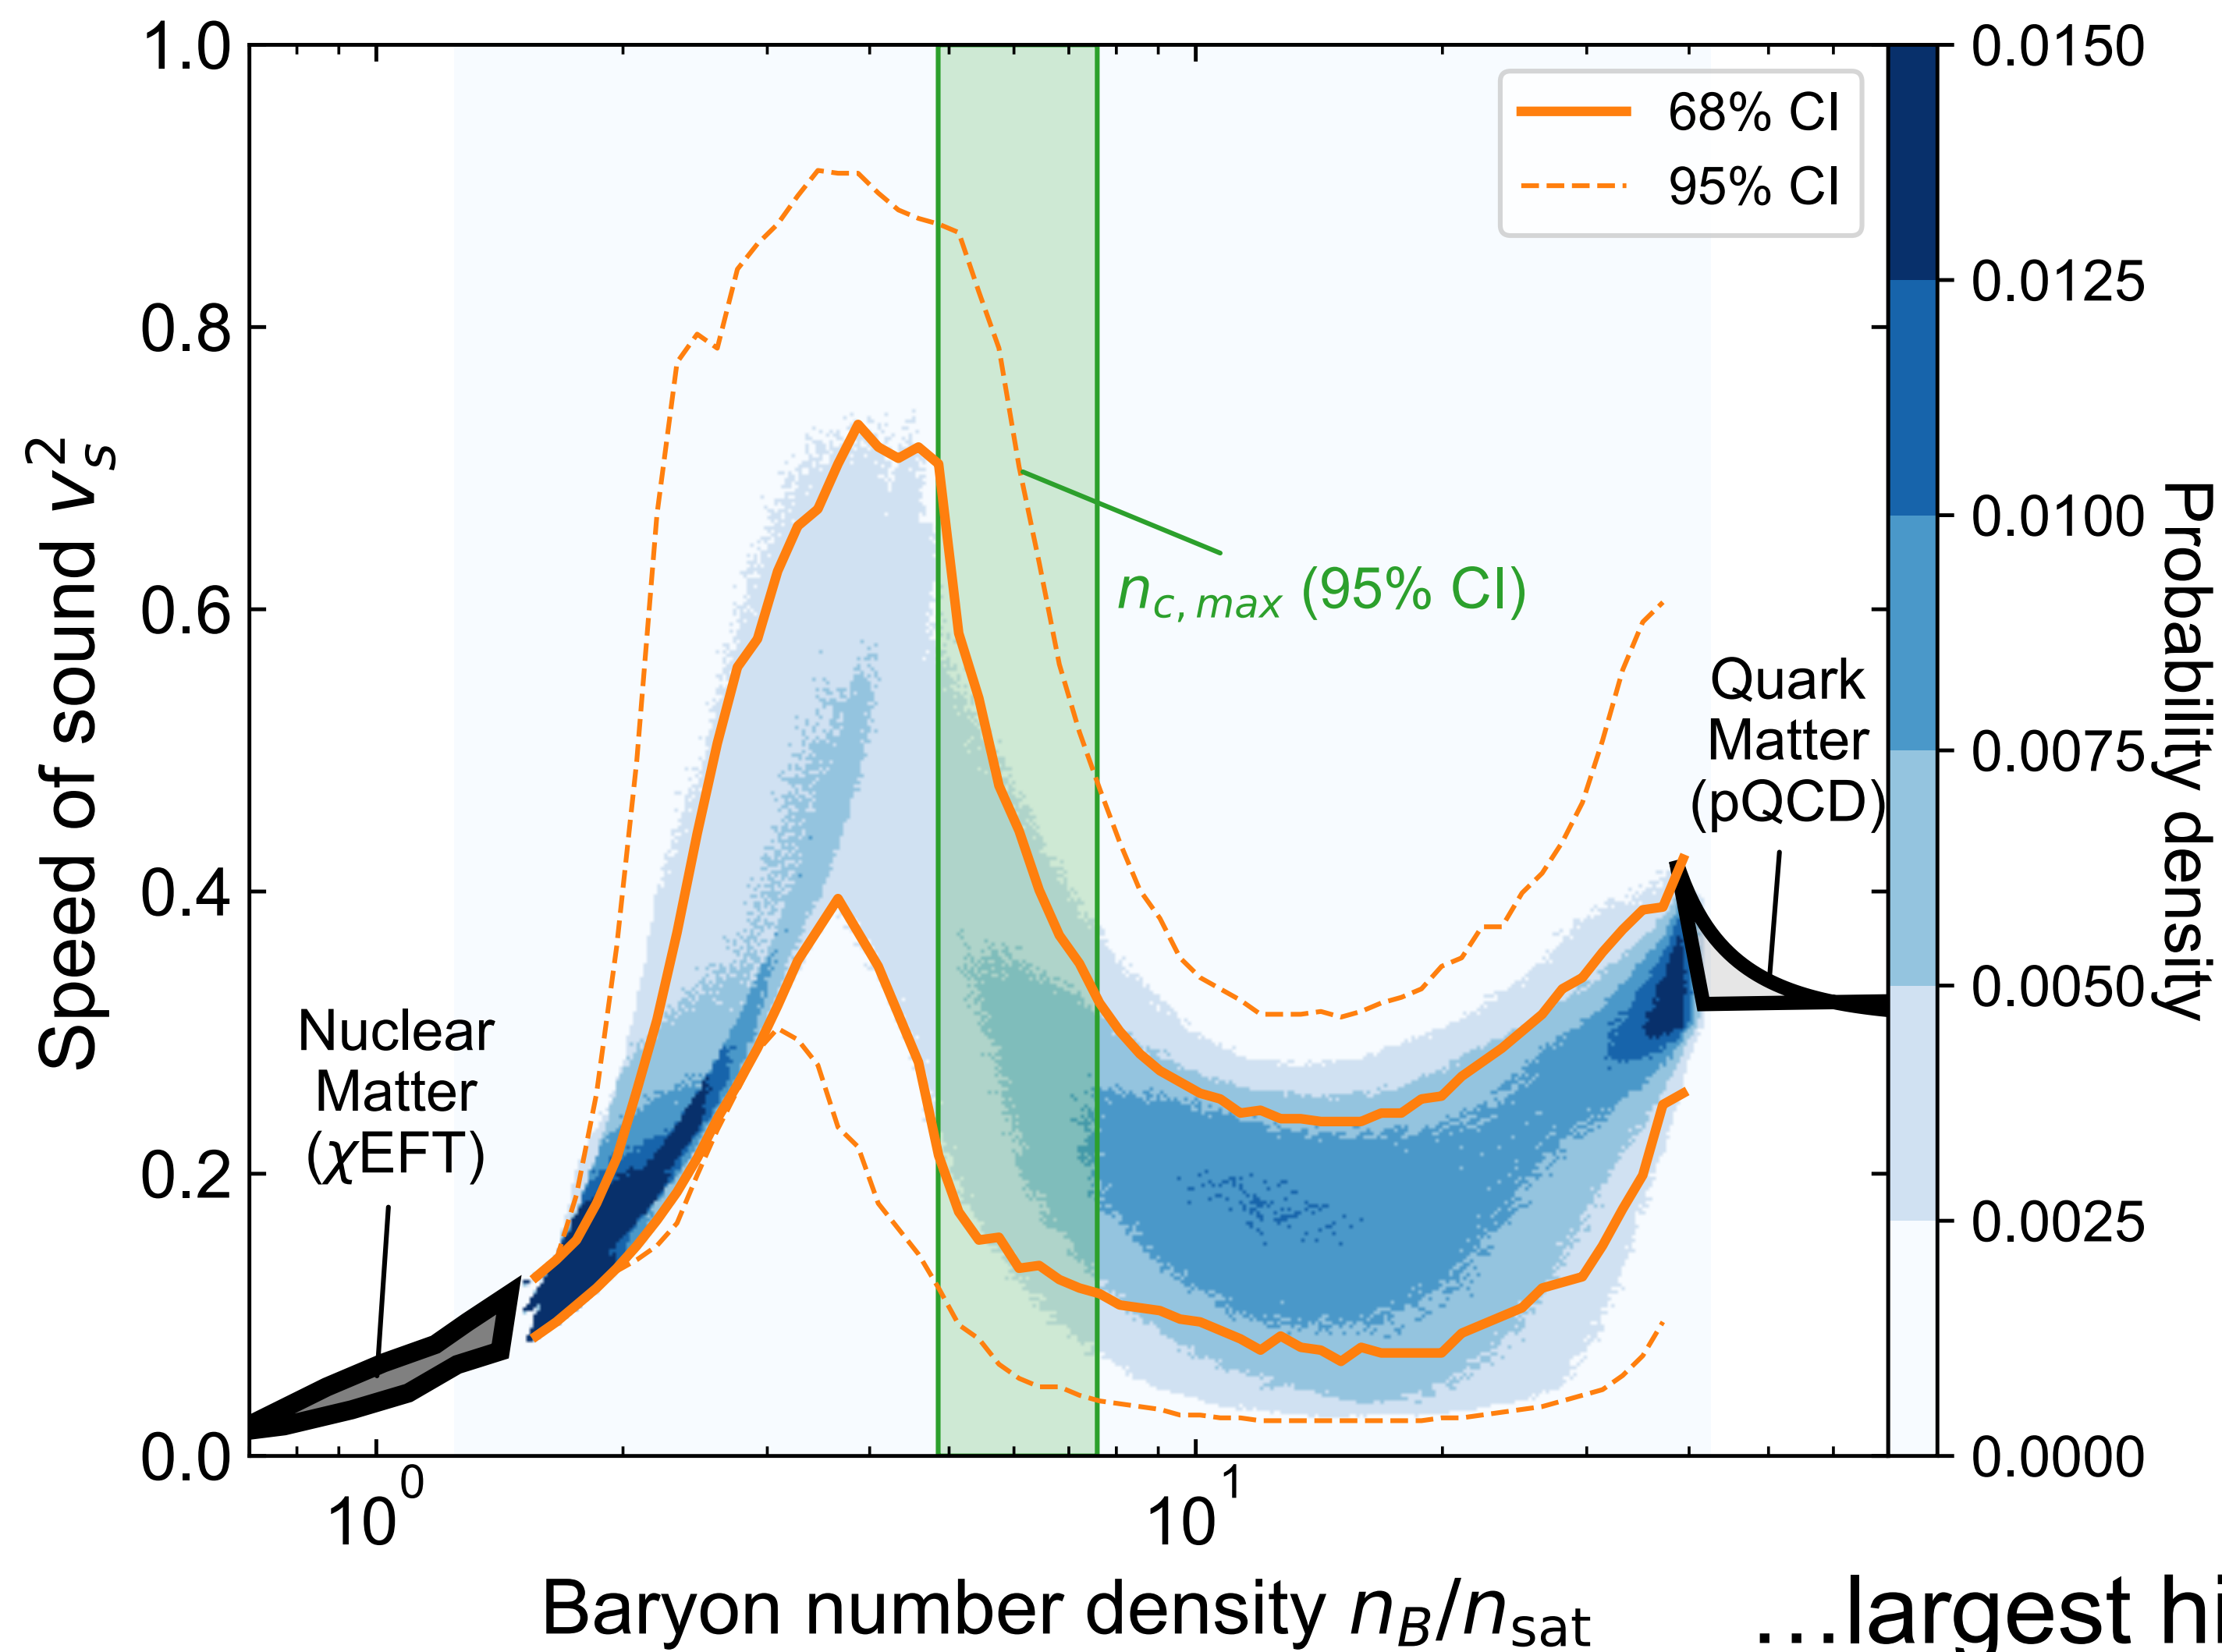 1.0
0.8
0.6
0.4
0.2
0.0
Speed of sound v_s^2
68% CI
95% CI
n_{c,max} (95% CI)
Quark
Matter
(pQCD)
Nuclear
Matter
(χEFT)
10^0
10^1
Baryon number density n_B/n_sat
0.0150
0.0125
0.0100
0.0075
0.0050
0.0025
0.0000
Probability density
...largest hi